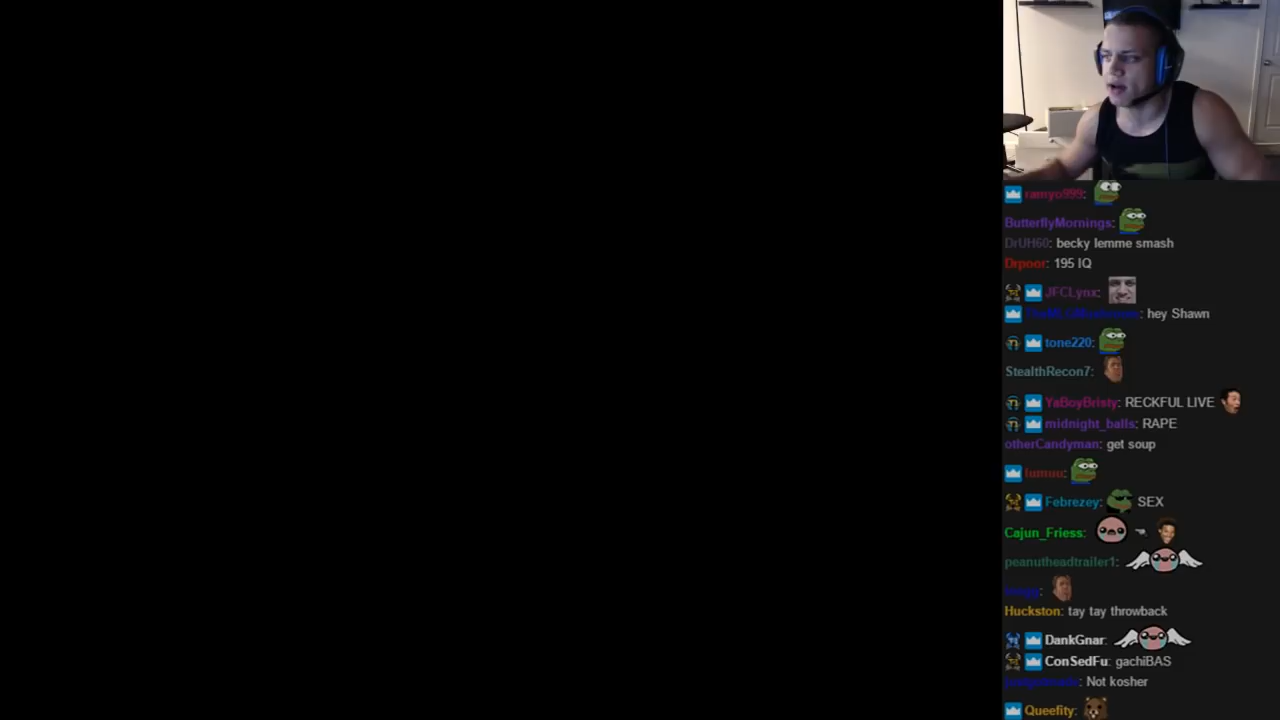 ramyo999:
ButterflyMornings:
DrUH60: becky lemme smash
Drpoor: 195 IQ
JFCLynx:
: hey Shawn
tone220:
StealthRecon7:
YaBoyBristy: RECKFUL LIVE
midnight_balls: RAPE
otherCandyman: get soup
lumuu:
Febrezey: SEX
Cajun_Friess:
peanutheadtrailer1:
Huckston: tay tay throwback
DankGnar:
ConSedFu: gachiBAS
: Not kosher
Queefity: